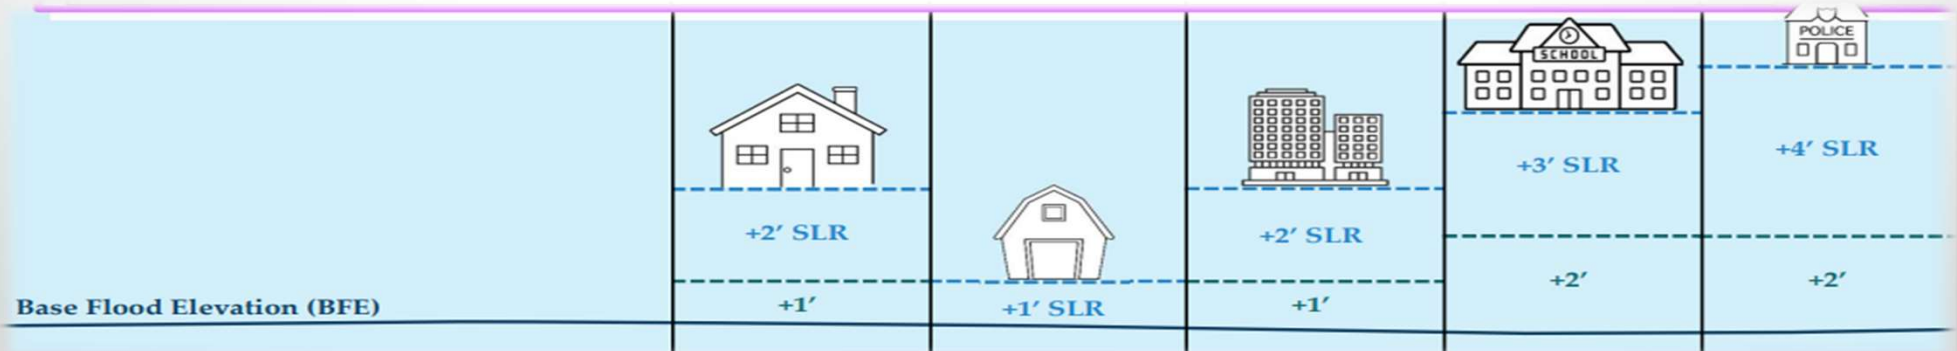 POLICE
SCHOOL
+4′ SLR
+3′ SLR
+2′ SLR
+2′ SLR
+2′
+2′
Base Flood Elevation (BFE)
+1′
+1′ SLR
+1′